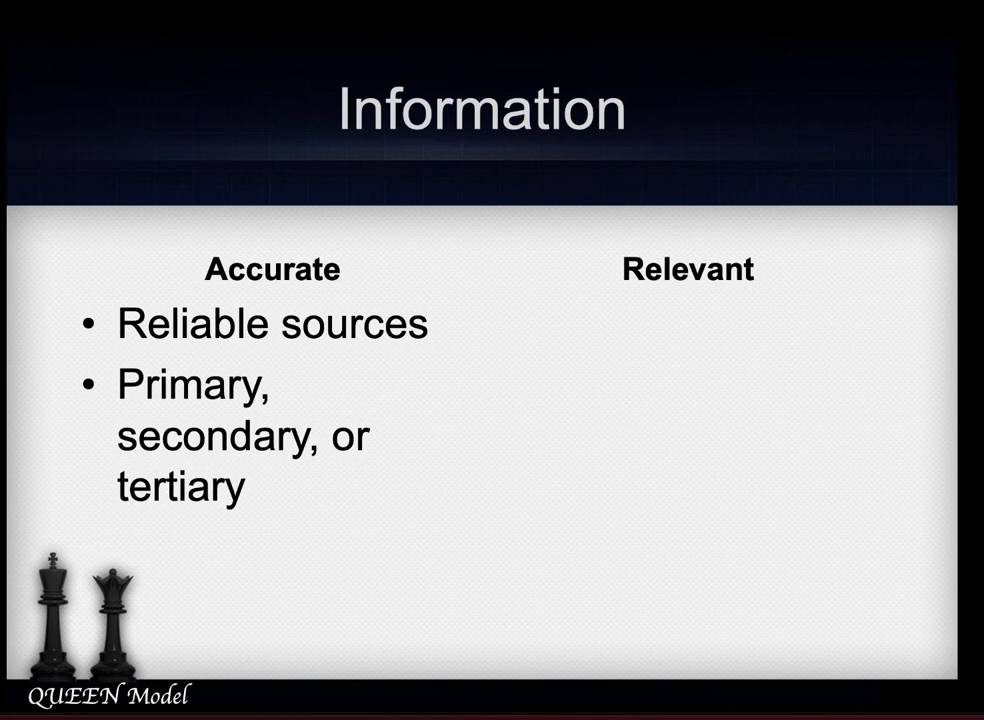 Information
Accurate
• Reliable sources
• Primary,
secondary, or
tertiary
Relevant
QUEEN Model